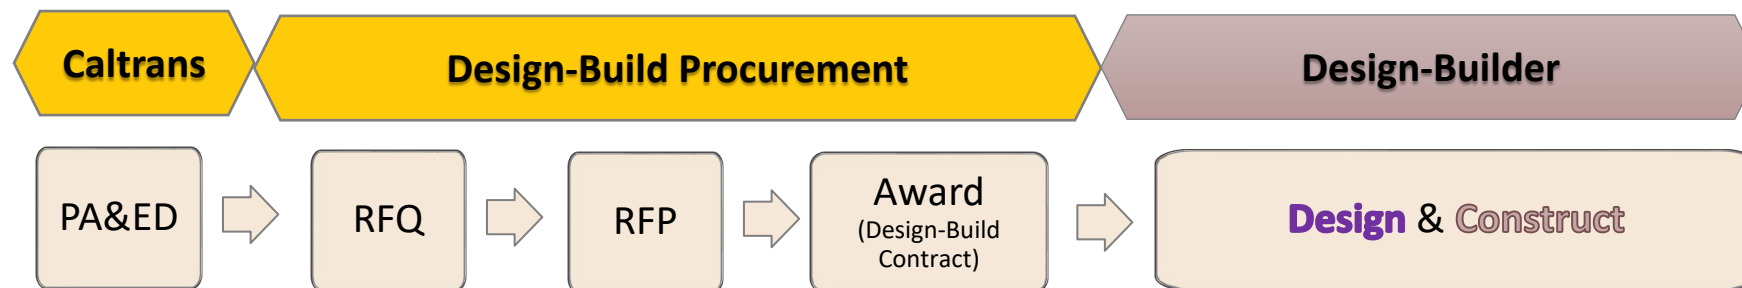 Caltrans
Design-Build Procurement
Design-Builder
PA&ED
RFQ
RFP
Award
(Design-Build
Contract)
Design & Construct